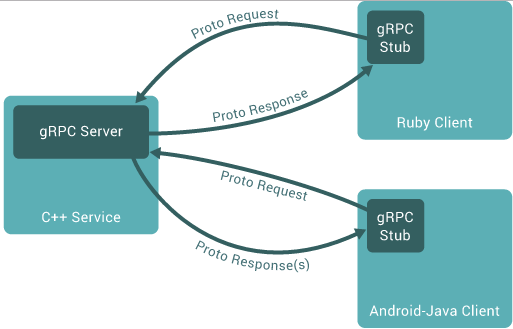 Proto Request
gRPC
Stub
Ruby Client
Proto Response
gRPC Server
C++ Service
Proto Request
gRPC
Stub
Proto Response(s)
Android-Java Client